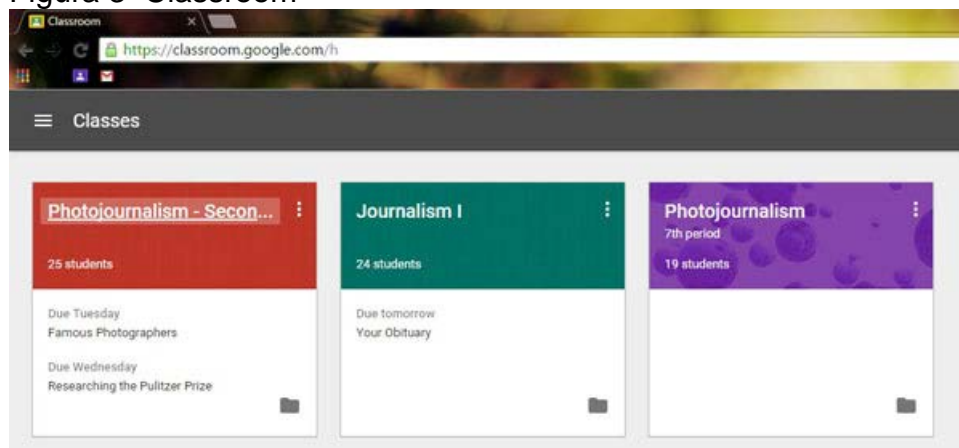 Classroom
https://classroom.google.com/h
Classes
Photojournalism - Secon...
25 students
Due Tuesday
Famous Photographers
Due Wednesday
Researching the Pulitzer Prize
Journalism I
24 students
Due tomorrow
Your Obituary
Photojournalism
7th period
19 students